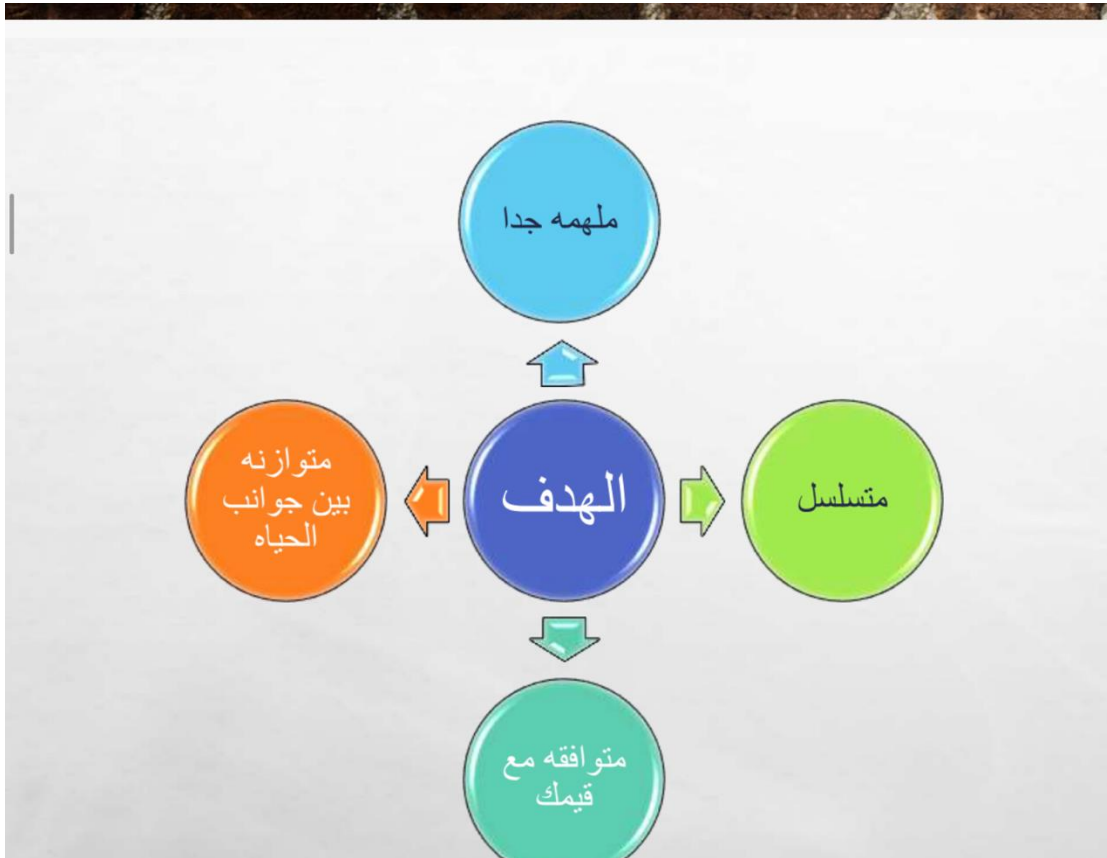 ملهمه جدا
الهدف
متسلسل
متوازنه
بين جوانب
الحياه
متوافقه مع
قيمك